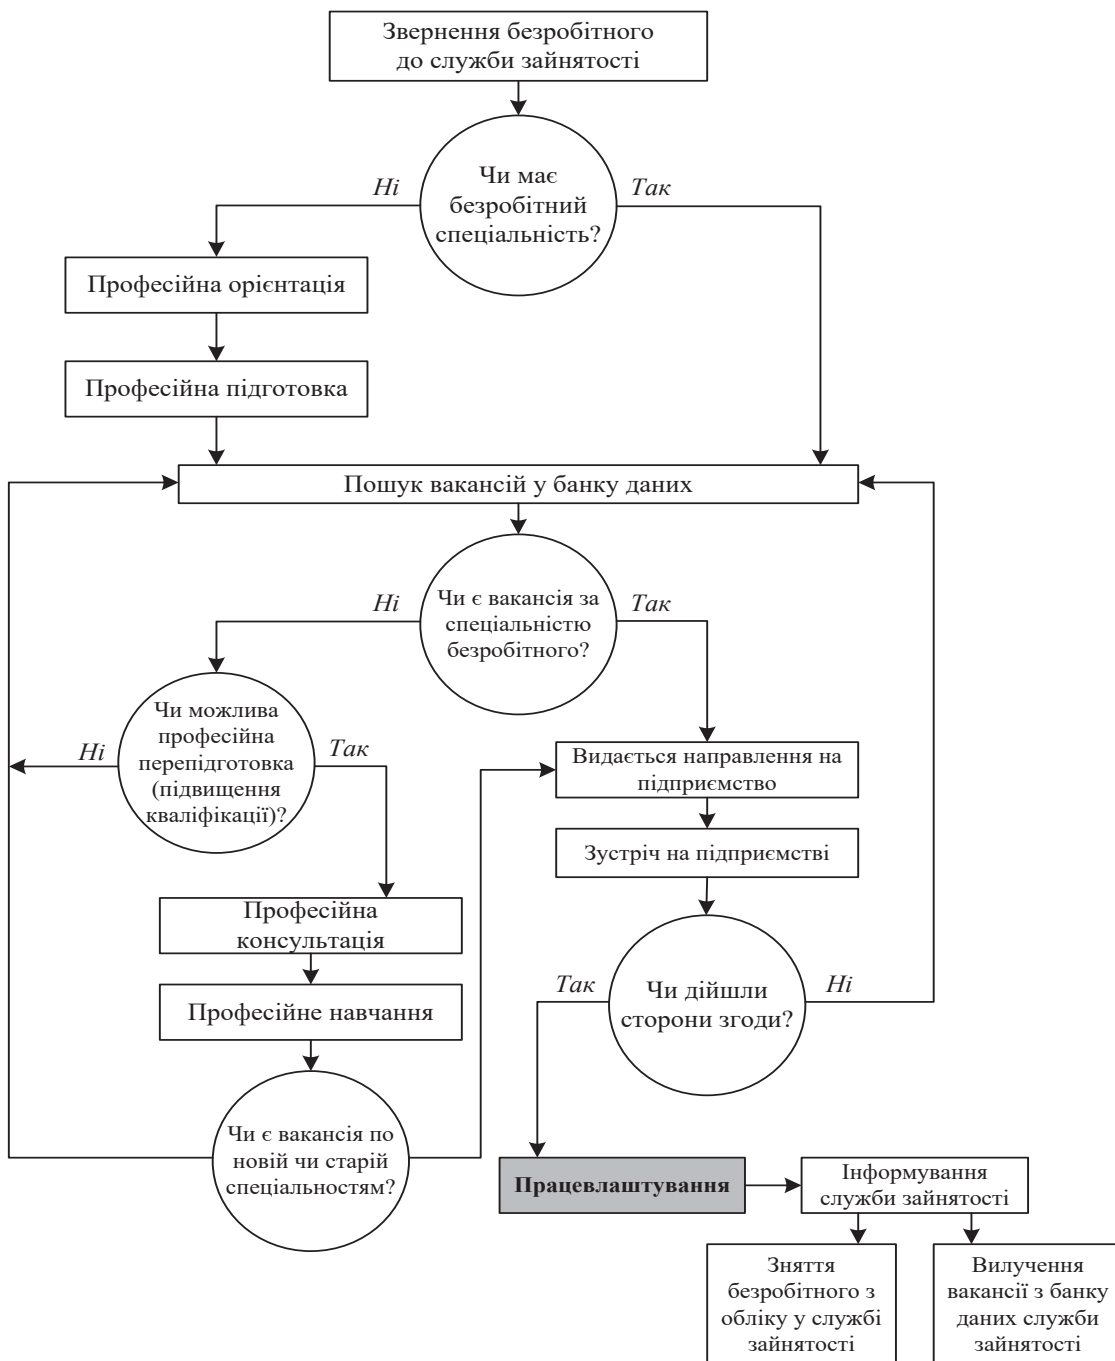 Звернення безробітного
до служби зайнятості
Ні
Чи має
безробітний
спеціальність?
Так
Професійна орієнтація
Професійна підготовка
Пошук вакансій у банку даних
Ні
Чи є вакансія за
спеціальністю
безробітного?
Так
Ні
Чи можлива
професійна
перепідготовка
(підвищення
кваліфікації)?
Так
Видається направлення на
підприємство
Зустріч на підприємстві
Професійна
консультація
Професійне навчання
Так
Чи дійшли
сторони згоди?
Ні
Чи є вакансія по
новій чи старій
спеціальностям?
Працевлаштування
Інформування
служби зайнятості
Зняття
безробітного з
обліку у службі
зайнятості
Вилучення
вакансії з банку
даних служби
зайнятості